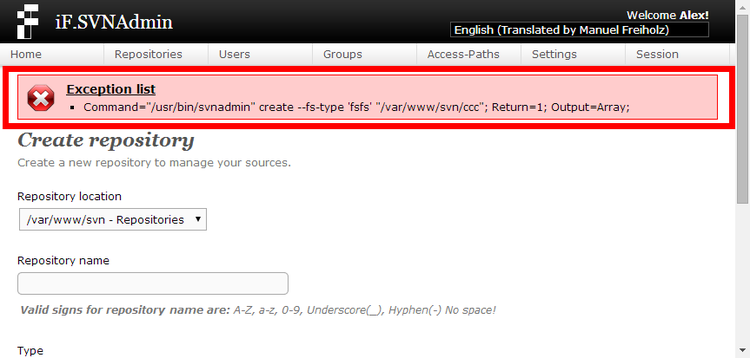 iF.SVNAdmin
Welcome Alex!
English (Translated by Manuel Freiholz)
Home Repositories Users Groups Access-Paths Settings Session
Exception list
Command="/usr/bin/svnadmin" create --fs-type 'fsfs' "/var/www/svn/ccc"; Return=1; Output=Array;
Create repository
Create a new repository to manage your sources.
Repository location
/var/www/svn - Repositories
Repository name
Valid signs for repository name are: A-Z, a-z, 0-9, Underscore(_), Hyphen(-) No space!
Type